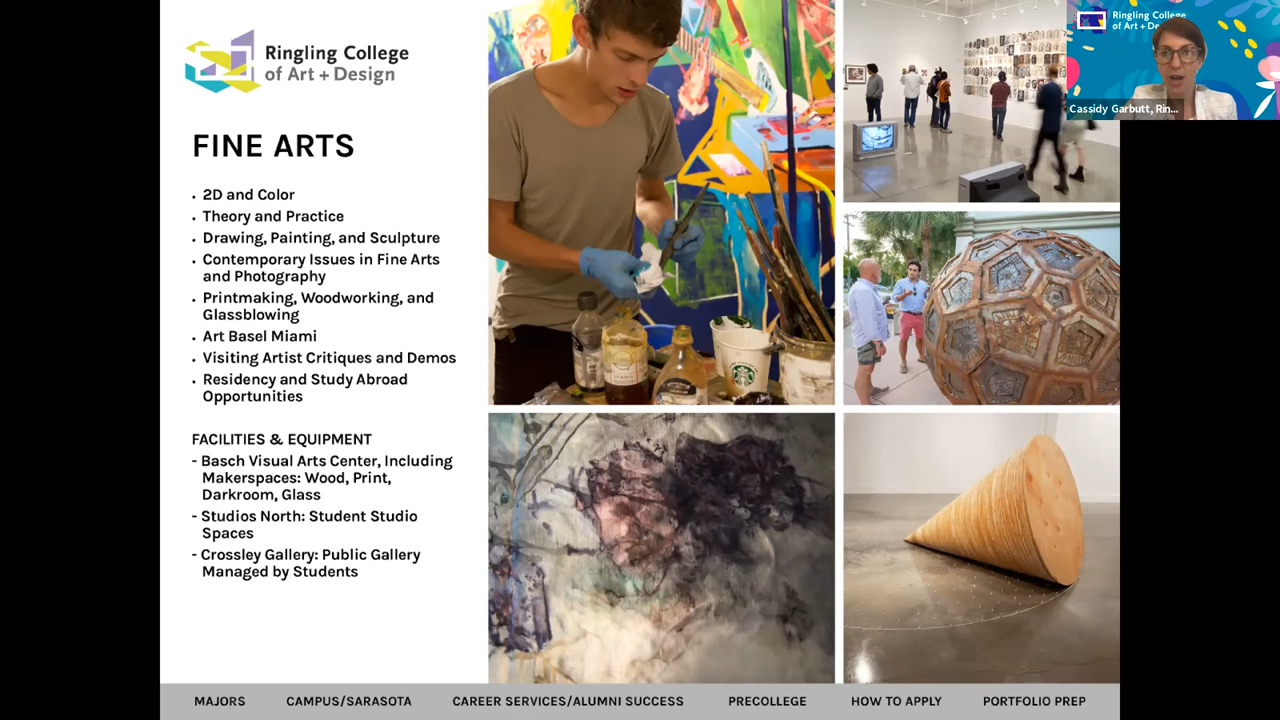 Ringling College
of Art + Design
FINE ARTS
• 2D and Color
• Theory and Practice
• Drawing, Painting, and Sculpture
• Contemporary Issues in Fine Arts
and Photography
• Printmaking, Woodworking, and
Glassblowing
• Art Basel Miami
• Visiting Artist Critiques and Demos
• Residency and Study Abroad
Opportunities
FACILITIES & EQUIPMENT
- Basch Visual Arts Center, Including
Makerspaces: Wood, Print,
Darkroom, Glass
- Studios North: Student Studio
Spaces
- Crossley Gallery: Public Gallery
Managed by Students
Ringling College
of Art + De
Cassidy Garbutt, Rin...
MAJORS
CAMPUS/SARASOTA
CAREER SERVICES/ALUMNI SUCCESS
PRECOLLEGE
HOW TO APPLY
PORTFOLIO PREP